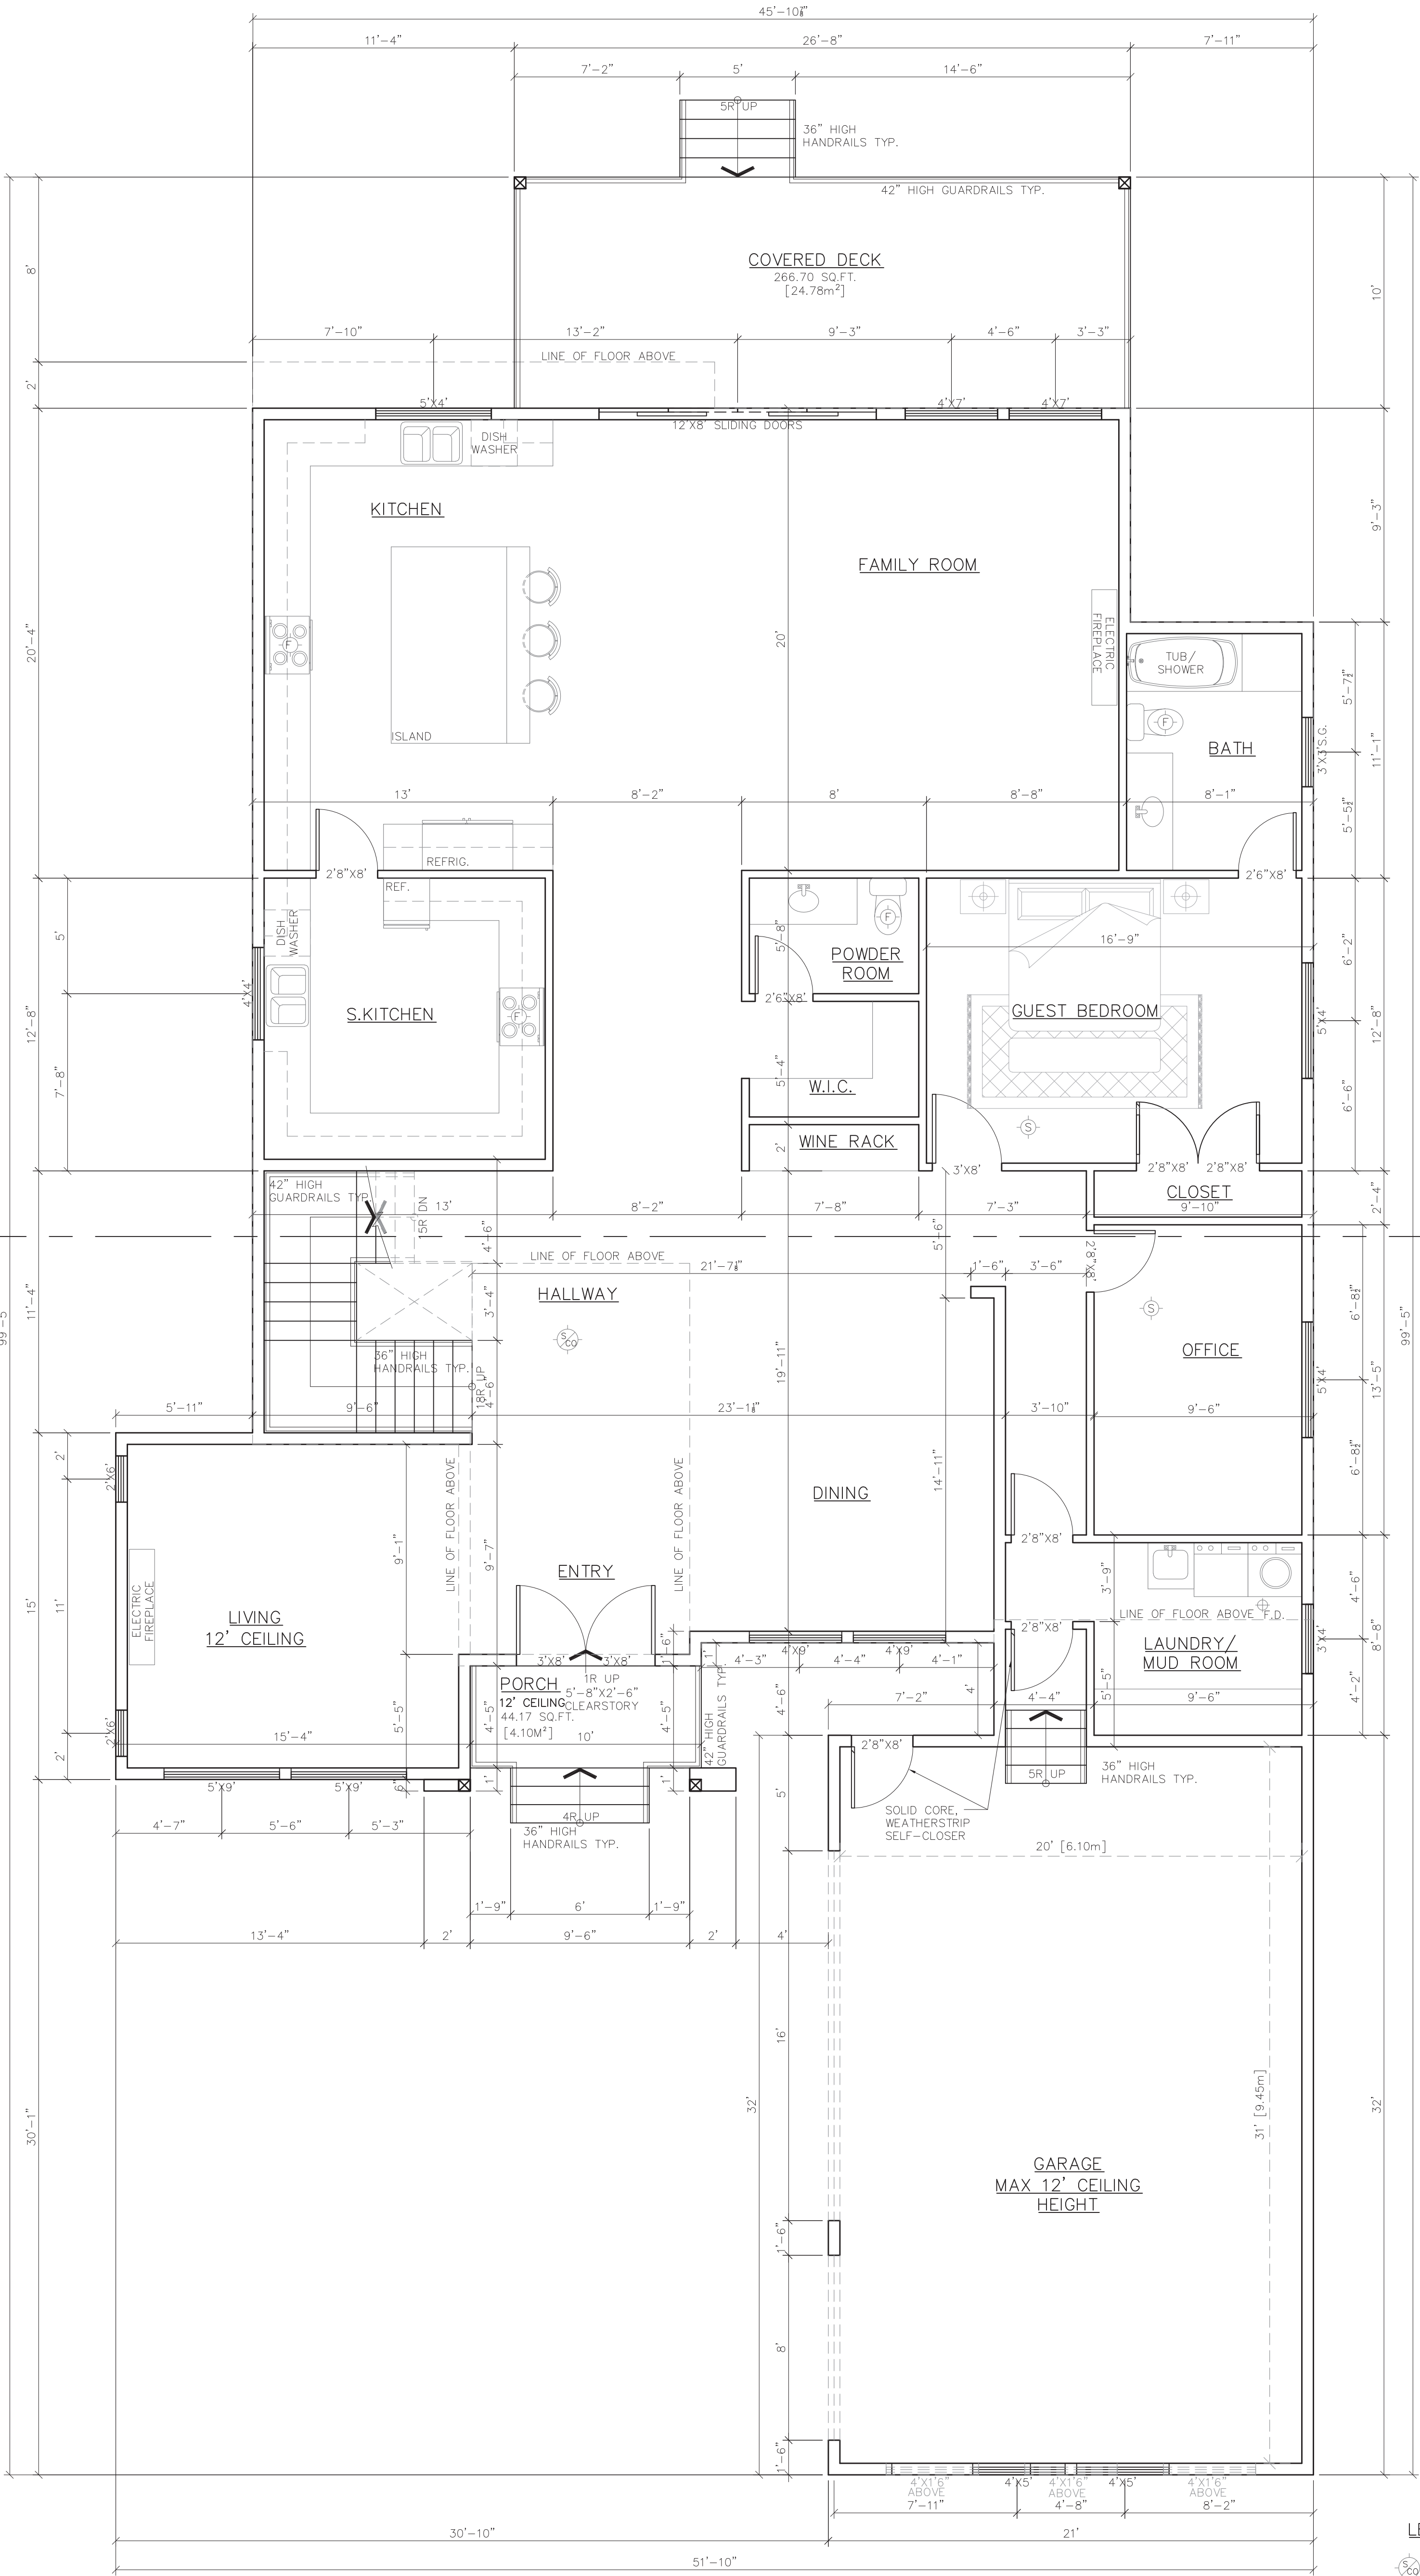 45'-10⅞"
11'-4"
26'-8"
7'-11"
7'-2"
5'
14'-6"
5R UP
36" HIGH
HANDRAILS TYP.
42" HIGH GUARDRAILS TYP.
COVERED DECK
266.70 SQ.FT.
[24.78m²]
8'
10'
7'-10"
13'-2"
9'-3"
4'-6"
3'-3"
LINE OF FLOOR ABOVE
2'
5'X4'
4'X7'
4'X7'
12'X8' SLIDING DOORS
DISH
WASHER
KITCHEN
FAMILY ROOM
9'-3"
ELECTRIC
FIREPLACE
F
20'-4"
20'
TUB/
SHOWER
5'-7½"
F
BATH
3'X3'S.G.
11'-1"
ISLAND
13'
8'-2"
8'
8'-8"
8'-1"
5'-5½"
REFRIG.
2'8"X8'
REF.
2'6"X8'
DISH
WASHER
5'
F
5'-8"
POWDER
ROOM
16'-9"
6'-2"
4'X4'
2'6"X8'
S.KITCHEN
F
GUEST BEDROOM
5'X4'
12'-8"
12'-8"
7'-8"
5'-4"
W.I.C.
6'-6"
S
WINE RACK
2'
3'X8'
2'8"X8'
2'8"X8'
42" HIGH
GUARDRAILS TYP.
CLOSET
2'-4"
13'
8'-2"
7'-8"
7'-3"
9'-10"
15R DN
4'-6"
5'-6"
LINE OF FLOOR ABOVE
21'-7⅛"
1'-6"
3'-6"
2'8"X8'
HALLWAY
S
CO
S
3'-4"
11'-4"
99'-5"
99'-5"
6'-8½"
36" HIGH
HANDRAILS TYP.
18R UP
4'-6"
19'-11"
OFFICE
5'X4'
13'-5"
5'-11"
9'-6"
23'-1⅛"
3'-10"
9'-6"
6'-8½"
2'
2'X6'
LINE OF FLOOR ABOVE
LINE OF FLOOR ABOVE
14'-11"
DINING
2'8"X8'
9'-1"
9'-7"
ENTRY
3'-9"
4'-6"
15'
11'
ELECTRIC
FIREPLACE
LIVING
12' CEILING
2'8"X8'
LINE OF FLOOR ABOVE
F.D.
LAUNDRY/
MUD ROOM
3'X4'
8'-8"
1'-6"
1'
4'X9'
4'X9'
4'-3"
4'-4"
4'-1"
3'X8'
3'X8'
PORCH
1R UP
12' CEILING
5'-8"X2'-6"
CLEARSTORY
44.17 SQ.FT.
[4.10M²]
5'-5"
4'-5"
4'-5"
42" HIGH
GUARDRAILS TYP.
4'-6"
4'
7'-2"
4'-4"
5'-5"
9'-6"
4'-2"
2'X6'
15'-4"
10'
2'8"X8'
2'
5'X9'
5'X9'
6"
1'
1'
5R UP
36" HIGH
HANDRAILS TYP.
4R UP
36" HIGH
HANDRAILS TYP.
5'
SOLID CORE,
WEATHERSTRIP
SELF-CLOSER
4'-7"
5'-6"
5'-3"
20' [6.10m]
1'-9"
6'
1'-9"
13'-4"
2'
9'-6"
2'
4'
16'
32'
31' [9.45m]
32'
30'-1"
GARAGE
MAX 12' CEILING
HEIGHT
1'-6"
8'
1'-6"
4'X1'6"
ABOVE
4'X5'
4'X1'6"
ABOVE
4'X5'
4'X1'6"
ABOVE
7'-11"
4'-8"
8'-2"
30'-10"
21'
51'-10"
LE
S
CO